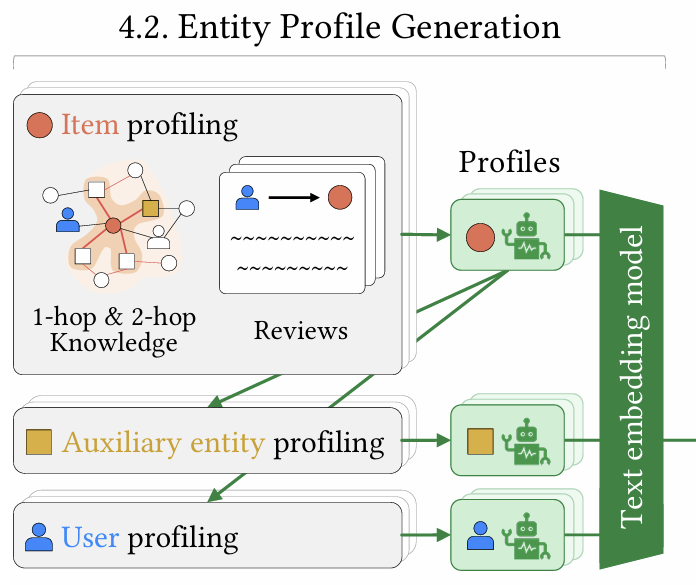 4.2. Entity Profile Generation
Item profiling
Profiles
1-hop & 2-hop
Knowledge
Reviews
Auxiliary entity profiling
User profiling
Text embedding model